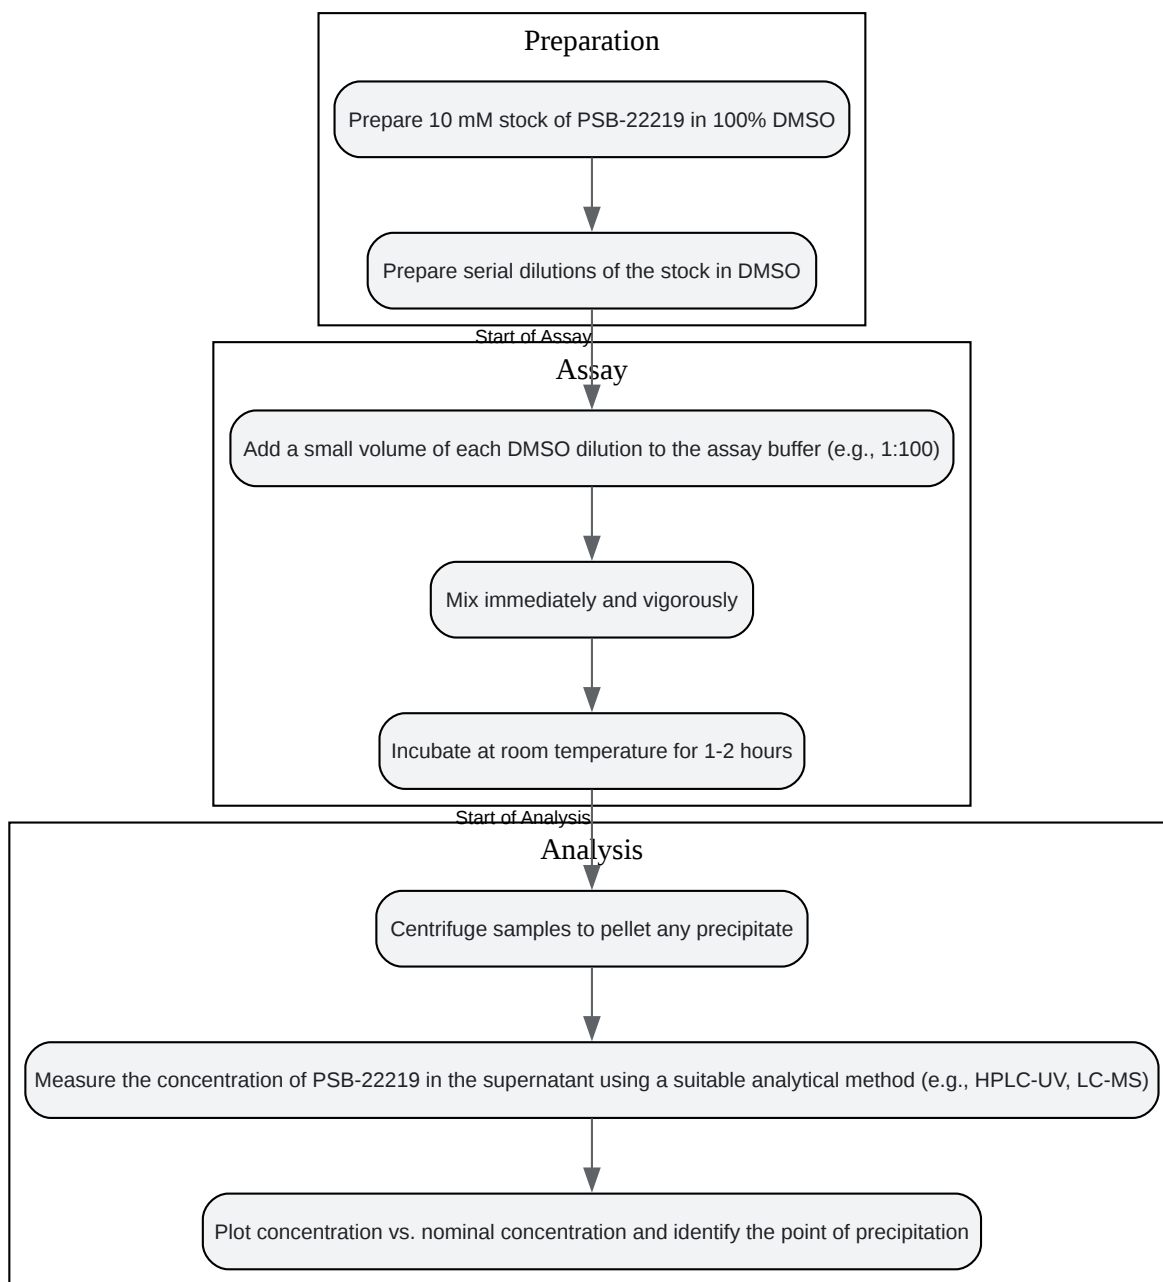 Preparation
Prepare 10 mM stock of PSB-22219 in 100% DMSO
Prepare serial dilutions of the stock in DMSO
Start of Assay
Assay
Add a small volume of each DMSO dilution to the assay buffer (e.g., 1:100)
Mix immediately and vigorously
Incubate at room temperature for 1-2 hours
Start of Analysis
Analysis
Centrifuge samples to pellet any precipitate
Measure the concentration of PSB-22219 in the supernatant using a suitable analytical method (e.g., HPLC-UV, LC-MS)
Plot concentration vs. nominal concentration and identify the point of precipitation